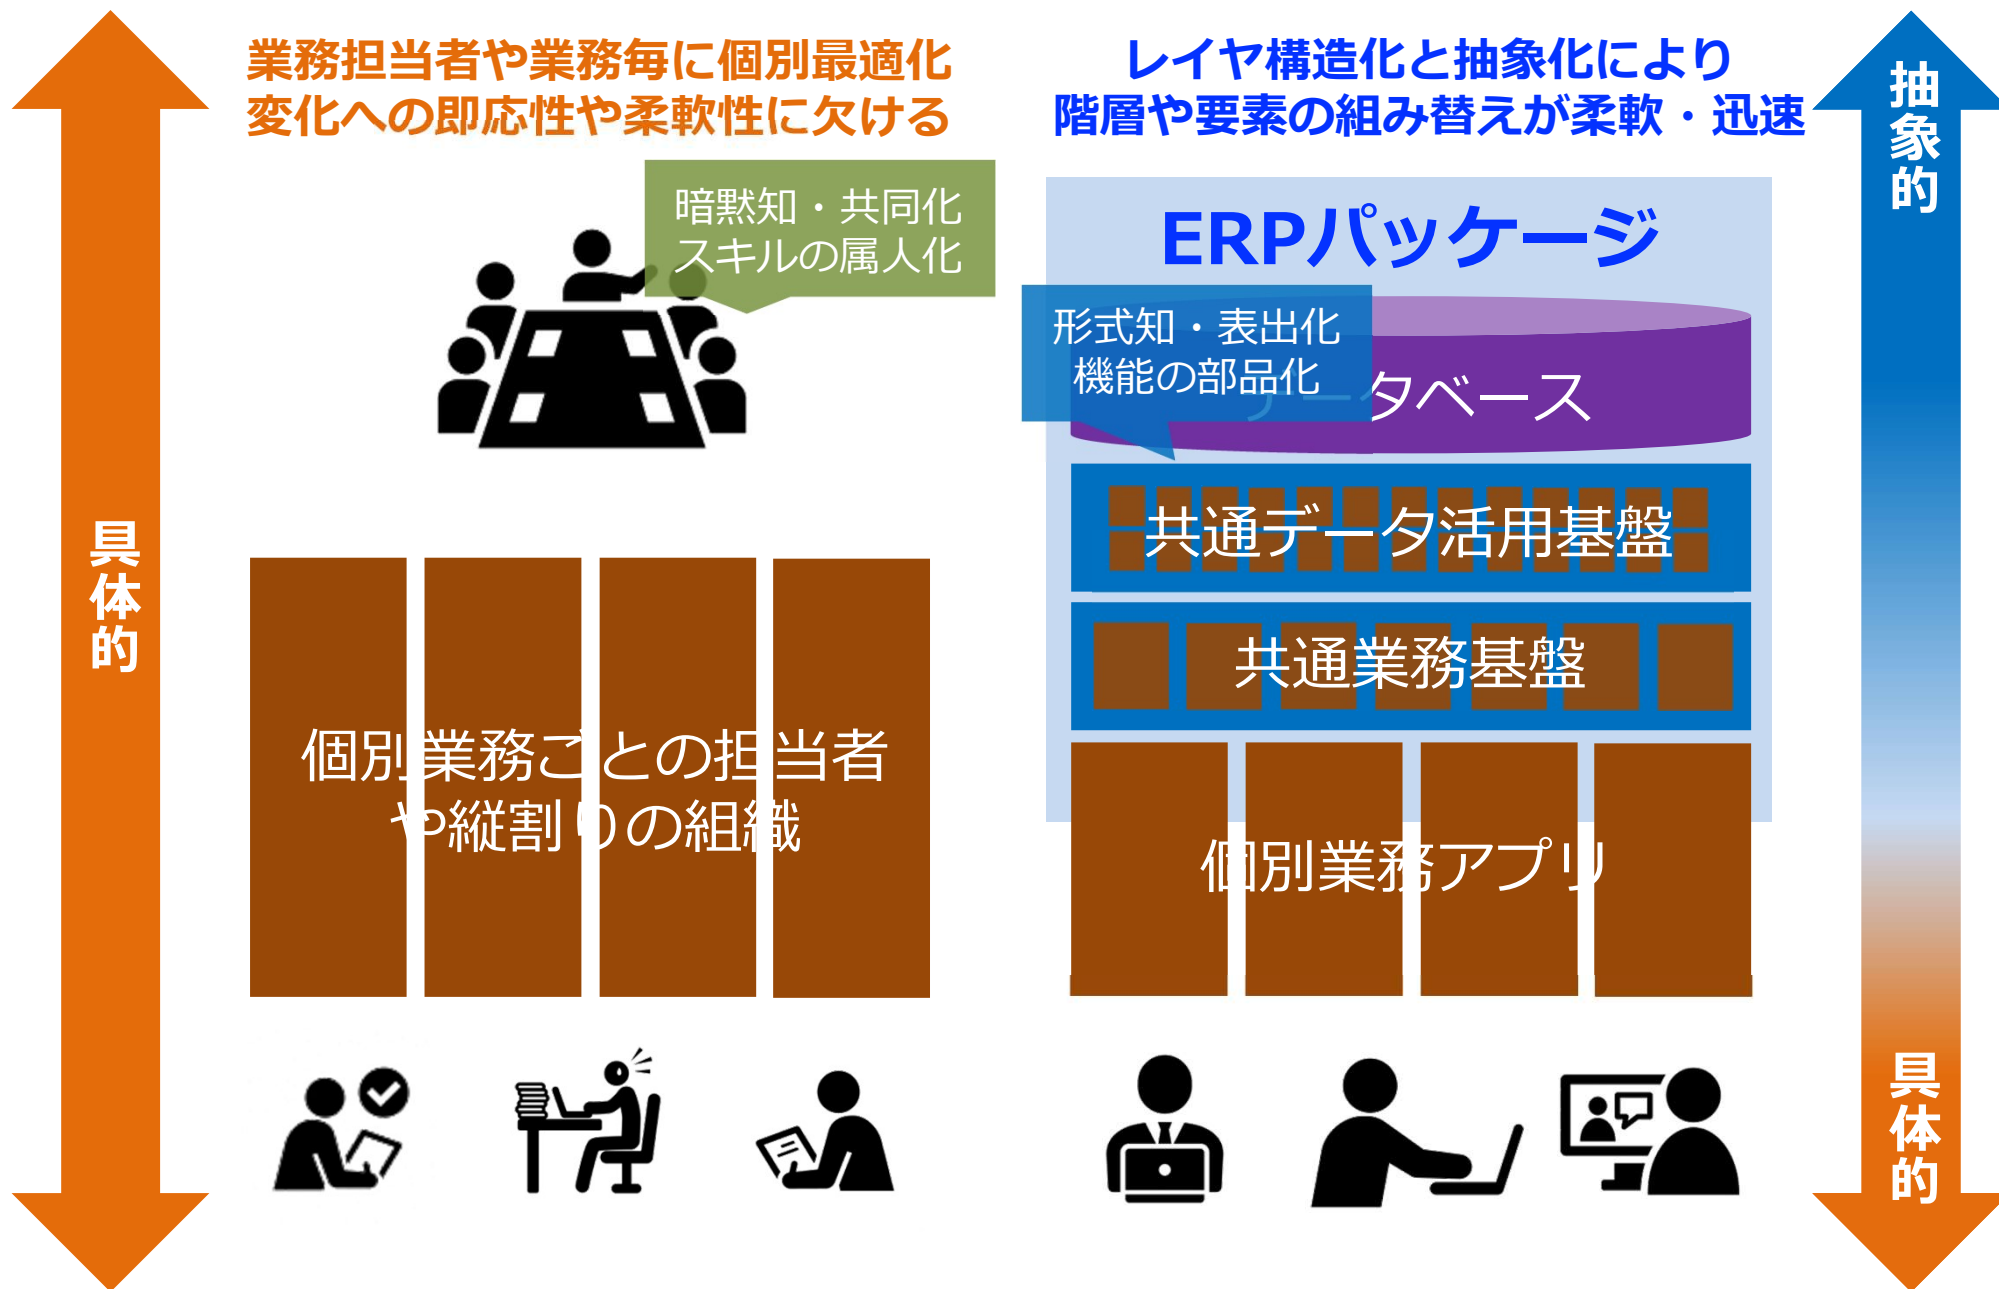 業務担当者や業務毎に個別最適化
変化への即応性や柔軟性に欠ける
レイヤ構造化と抽象化により
階層や要素の組み替えが柔軟・迅速
具体的
暗黙知・共同化
スキルの属人化
個別業務ごとの担当者
や縦割りの組織
ERPパッケージ
形式知・表出化
機能の部品化
データベース
共通データ活用基盤
共通業務基盤
個別業務アプリ
抽象的
具体的